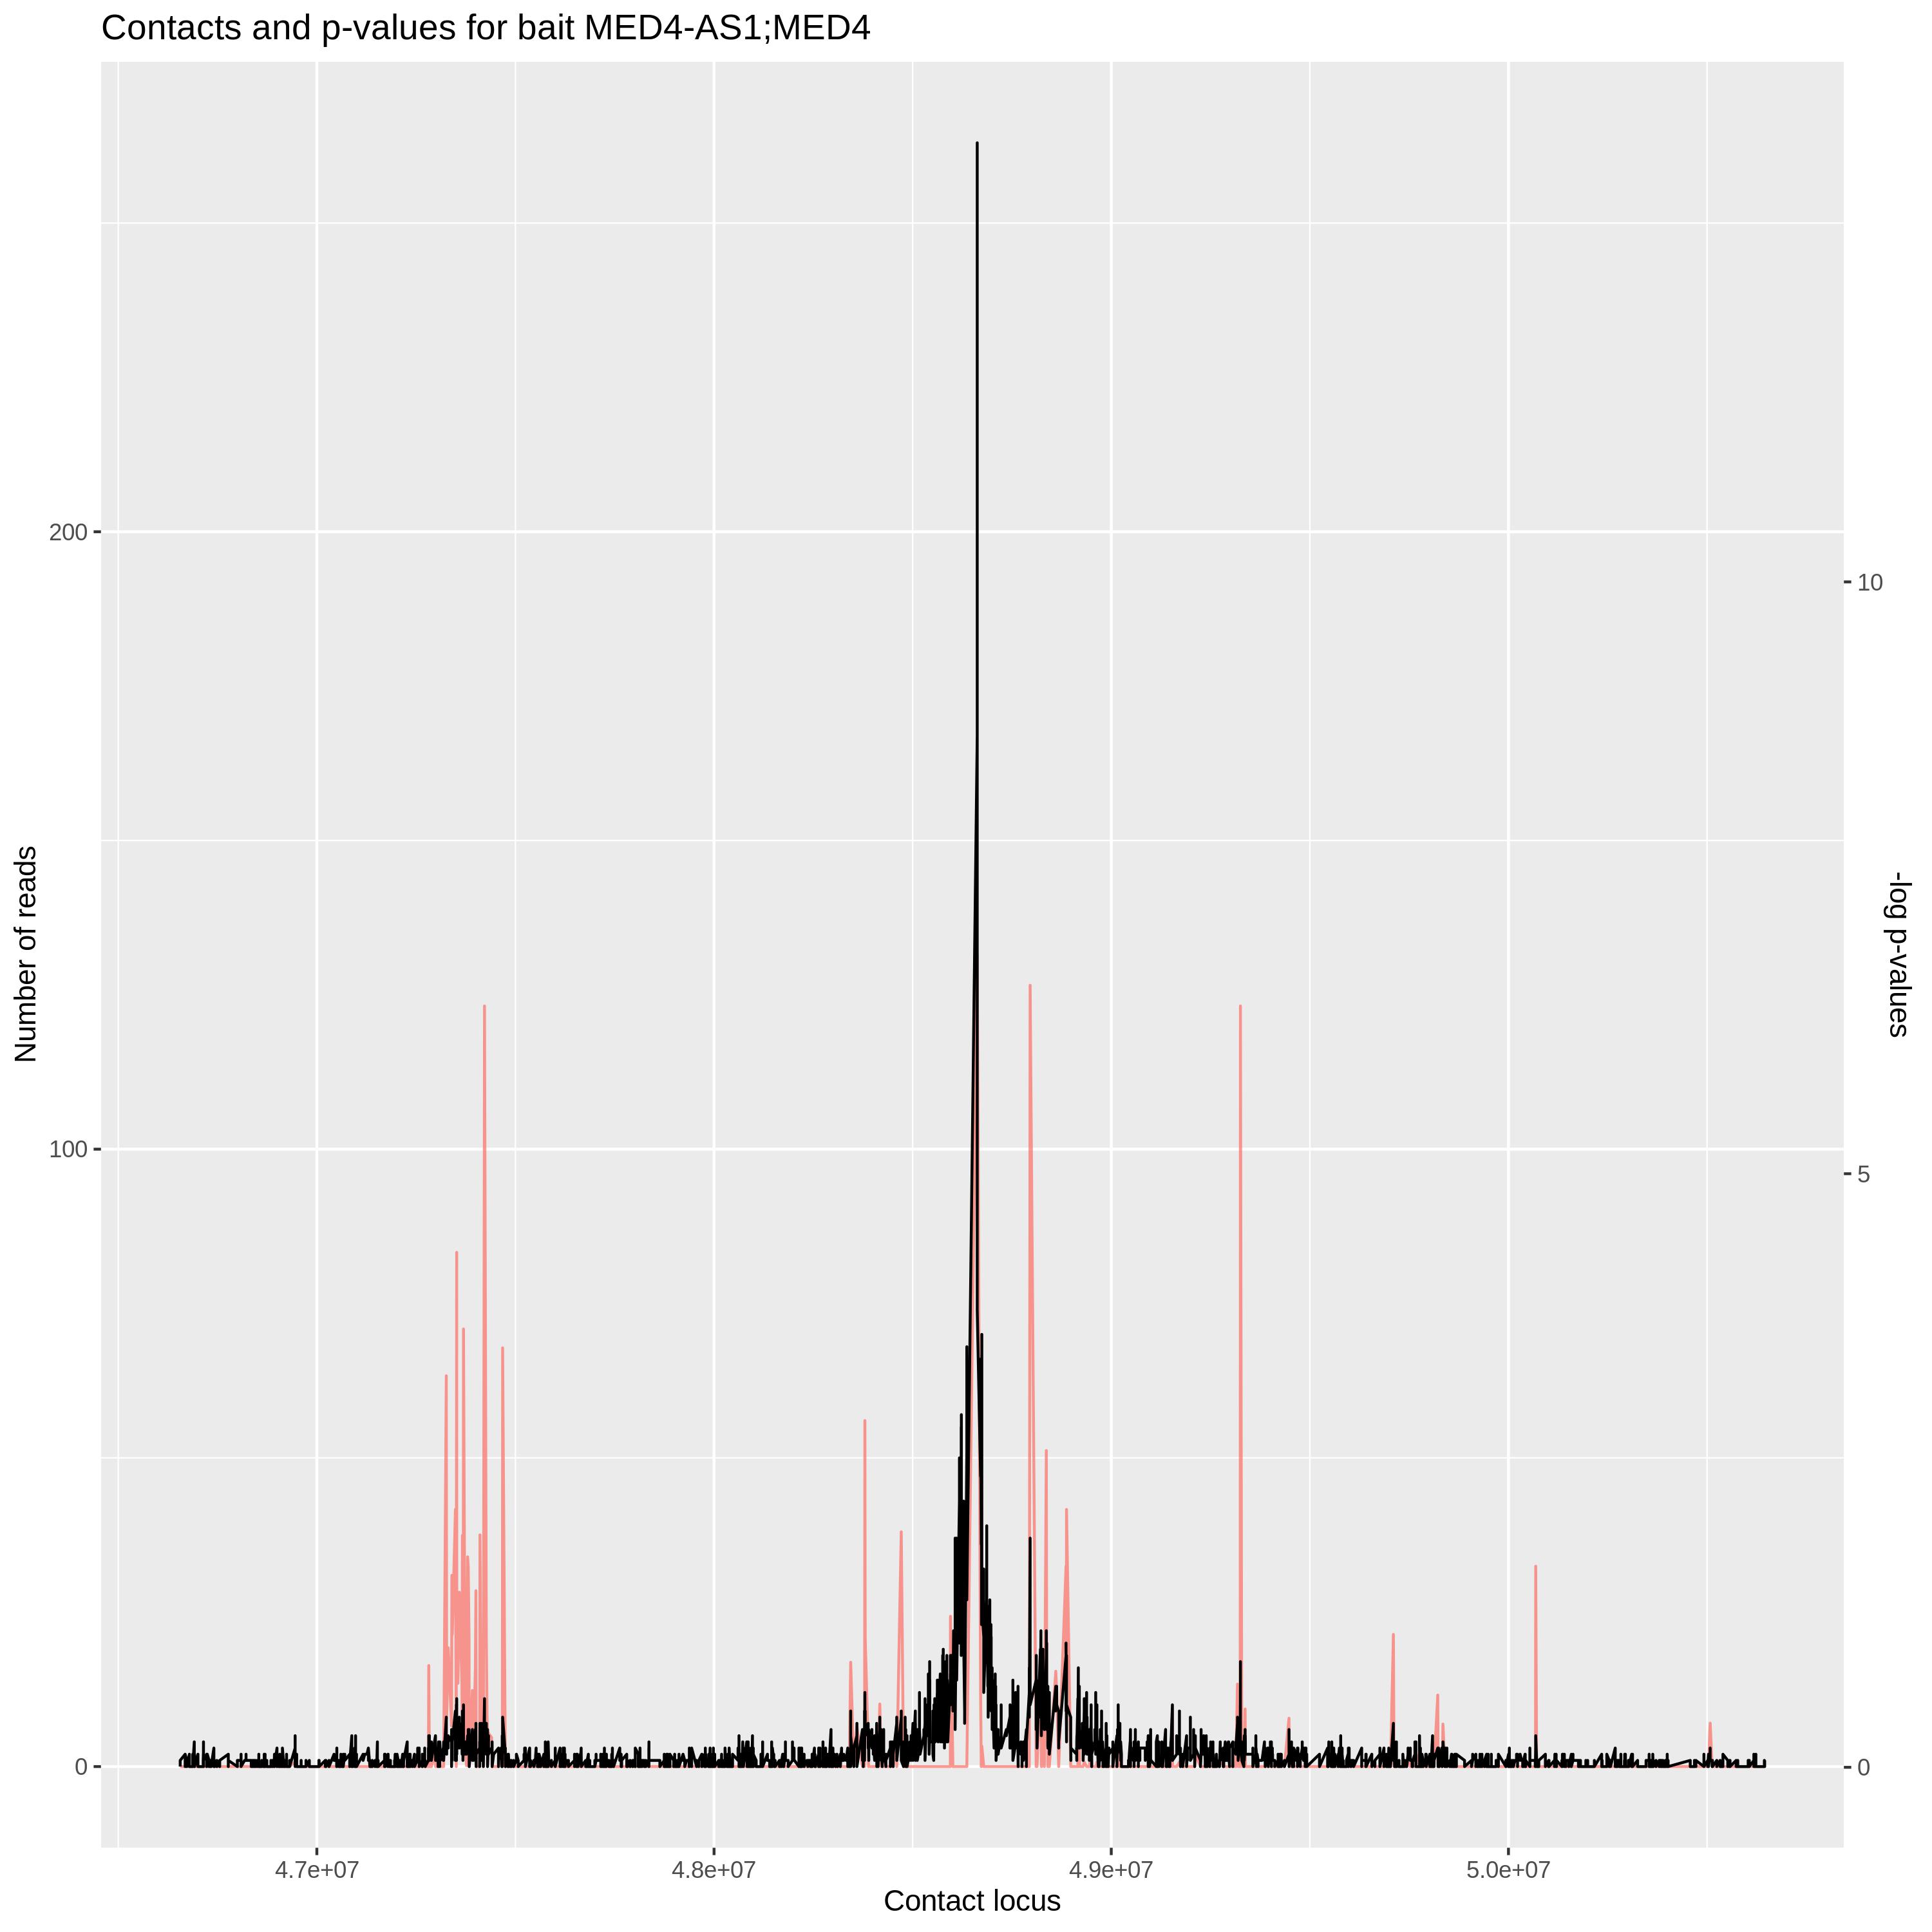 Contacts and p-values for bait MED4-AS1;MED4
Number of reads
200
100
0
10
5
0
-log p-values
4.7e+07 4.8e+07 4.9e+07 5.0e+07
Contact locus